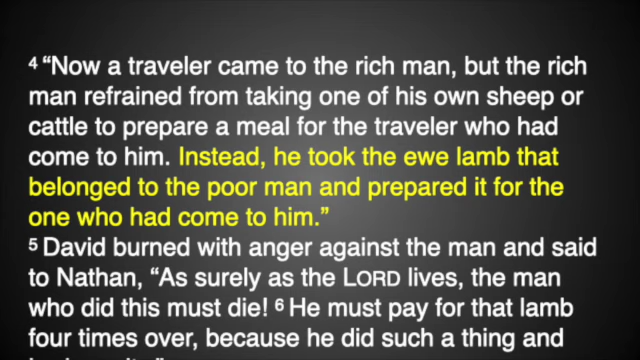 4 “Now a traveler came to the rich man, but the rich
man refrained from taking one of his own sheep or
cattle to prepare a meal for the traveler who had
come to him. Instead, he took the ewe lamb that
belonged to the poor man and prepared it for the
one who had come to him.”
5 David burned with anger against the man and said
to Nathan, “As surely as the LORD lives, the man
who did this must die! 6 He must pay for that lamb
four times over, because he did such a thing and